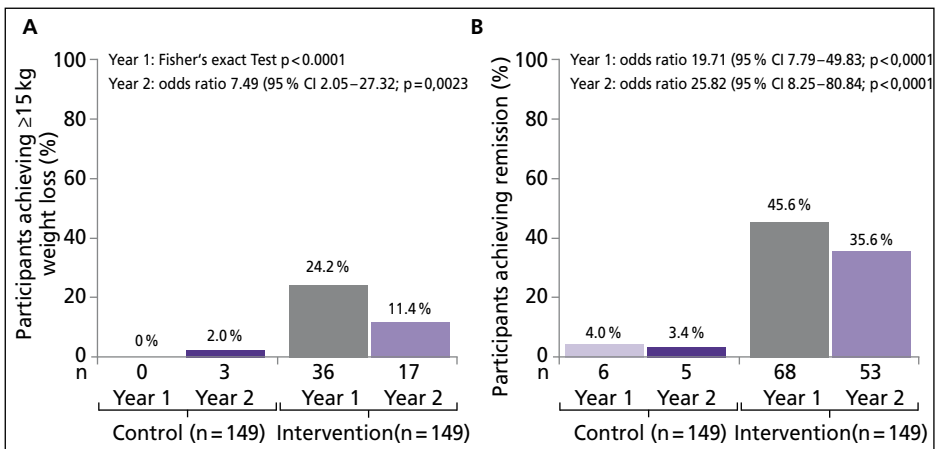 A
Participants achieving ≥15 kg
weight loss (%)
Year 1: Fisher's exact Test p < 0.0001
Year 2: odds ratio 7.49 (95 % CI 2.05–27.32; p = 0,0023
100
80
60
40
20
0
0 %
2.0 %
24.2 %
11.4 %
n 0 3 36 17
Year 1 Year 2 Year 1 Year 2
Control (n = 149) Intervention(n = 149)
B
Participants achieving remission (%)
Year 1: odds ratio 19.71 (95 % CI 7.79–49.83; p < 0,0001
Year 2: odds ratio 25.82 (95 % CI 8.25–80.84; p < 0,0001
100
80
60
40
20
0
4.0 %
3.4 %
45.6 %
35.6 %
n 6 5 68 53
Year 1 Year 2 Year 1 Year 2
Control (n = 149) Intervention(n = 149)